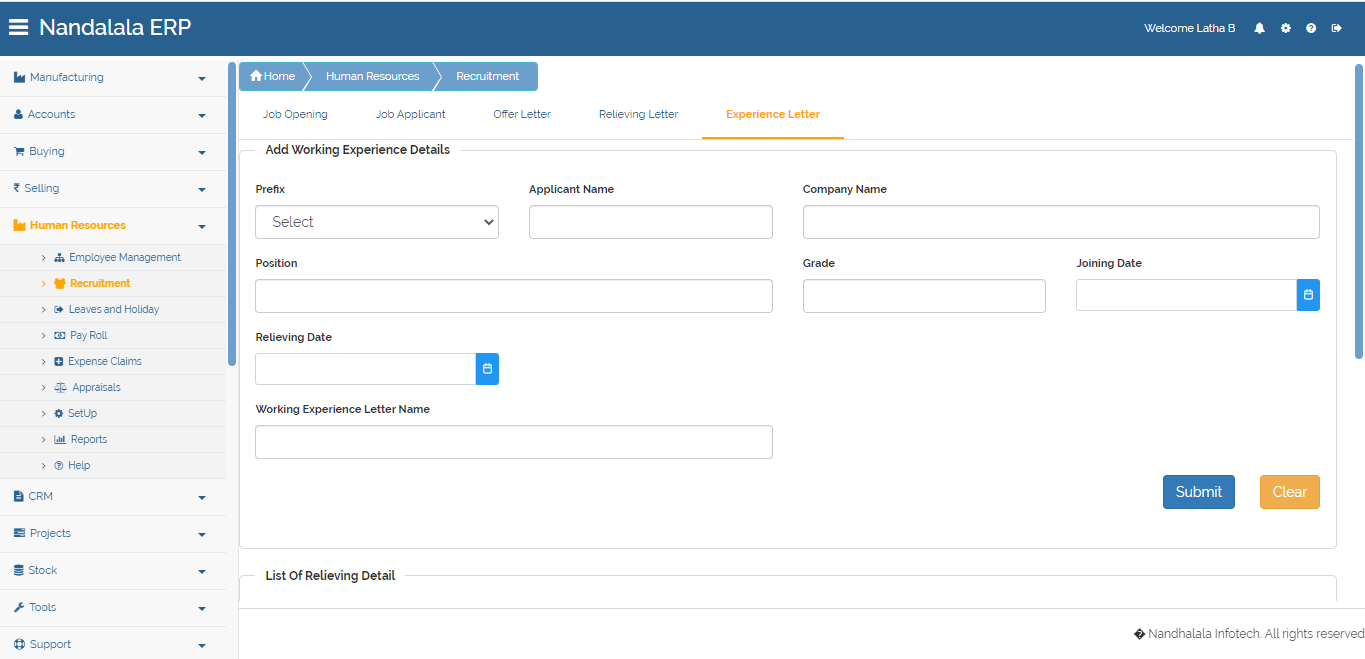 Nandalala ERP
Welcome Latha B
Manufacturing
Accounts
Buying
Selling
Human Resources
Employee Management
Recruitment
Leaves and Holiday
Pay Roll
Expense Claims
Appraisals
SetUp
Reports
Help
CRM
Projects
Stock
Tools
Support
Home Human Resources Recruitment
Job Opening Job Applicant Offer Letter Relieving Letter Experience Letter
Add Working Experience Details
Prefix Applicant Name Company Name
Select
Position Grade Joining Date
Relieving Date
Working Experience Letter Name
Submit Clear
List Of Relieving Detail
� Nandhalala Infotech. All rights reserved